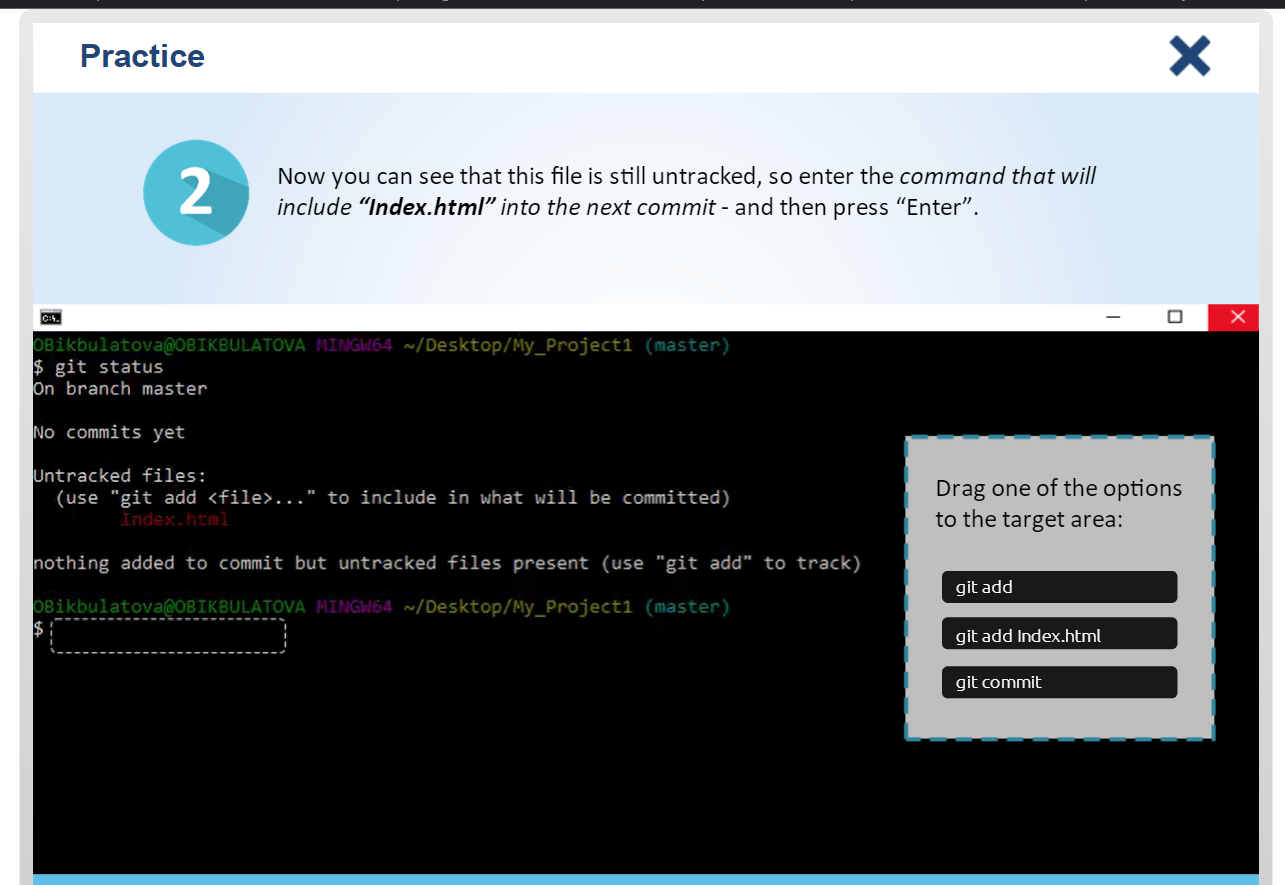 Practice
2
Now you can see that this file is still untracked, so enter the command that will
include “Index.html” into the next commit - and then press “Enter”.
C:\.
OBikbulatova@OBIKBULATOVA MINGW64 ~/Desktop/My_Project1 (master)
$ git status
On branch master
No commits yet
Untracked files:
(use "git add <file>..." to include in what will be committed)
Index.html
nothing added to commit but untracked files present (use "git add" to track)
OBikbulatova@OBIKBULATOVA MINGW64 ~/Desktop/My_Project1 (master)
$
Drag one of the options
to the target area:
git add
git add Index.html
git commit